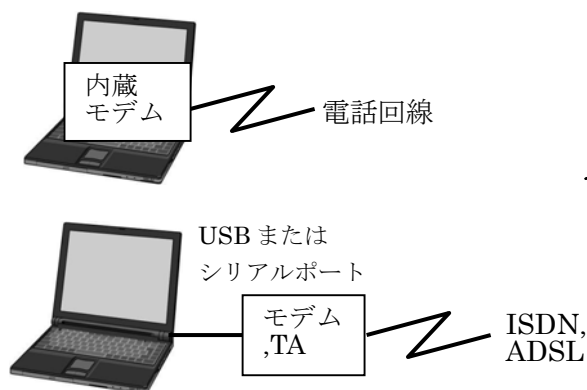 内蔵
モデム
電話回線
USB または
シリアルポート
モデム
,TA
ISDN,
ADSL